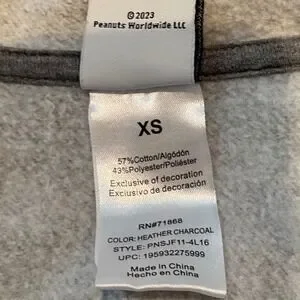 ©2023
Peanuts Worldwide LLC
XS
57%Cotton/Algodón
43%Polyester/Poliéster
Exclusive of decoration
Exclusivo de decoración
RN#71868
COLOR: HEATHER CHARCOAL
STYLE: PNSJF11-4L16
UPC: 195932275999
Made in China
Hecho en China